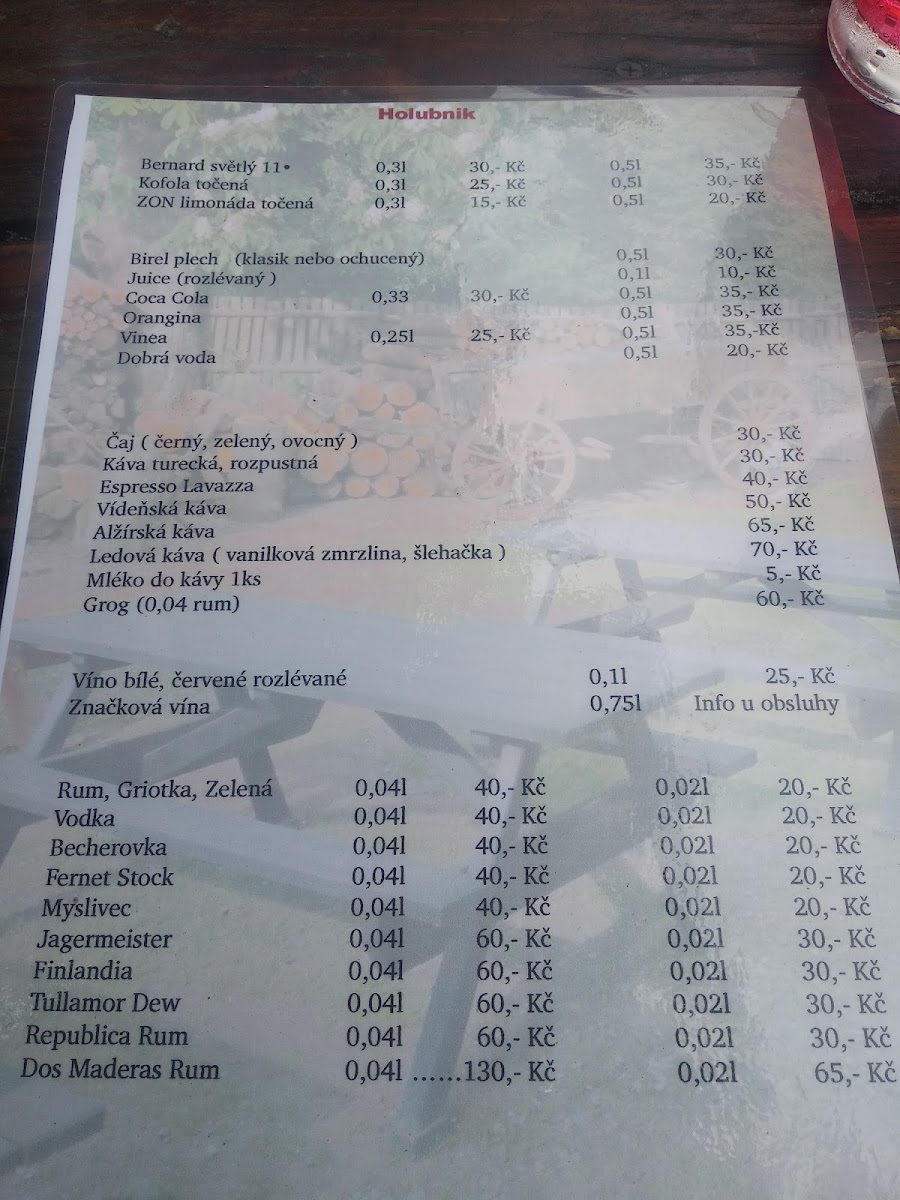 Holubnik
Bernard světlý 11° 0,3l 30,- Kč 0,5l 35,- Kč
Kofola točená 0,3l 25,- Kč 0,5l 30,- Kč
ZON limonáda točená 0,3l 15,- Kč 0,5l 20,- Kč
Birel plech (klasik nebo ochucený) 0,5l 30,- Kč
Juice (rozlévaný ) 0,1l 10,- Kč
Coca Cola 0,33 30,- Kč 0,5l 35,- Kč
Orangina 0,5l 35,- Kč
Vinea 0,25l 25,- Kč 0,5l 35,-Kč
Dobrá voda 0,5l 20,- Kč
Čaj ( černý, zelený, ovocný ) 30,- Kč
Káva turecká, rozpustná 30,- Kč
Espresso Lavazza 40,- Kč
Vídeňská káva 50,- Kč
Alžírská káva 65,- Kč
Ledová káva ( vanilková zmrzlina, šlehačka ) 70,- Kč
Mléko do kávy 1ks 5,- Kč
Grog (0,04 rum) 60,- Kč
Víno bílé, červené rozlévané 0,1l 25,- Kč
Značková vína 0,75l Info u obsluhy
Rum, Griotka, Zelená 0,04l 40,- Kč 0,02l 20,- Kč
Vodka 0,04l 40,- Kč 0,02l 20,- Kč
Becherovka 0,04l 40,- Kč 0,02l 20,- Kč
Fernet Stock 0,04l 40,- Kč 0,02l 20,- Kč
Myslivec 0,04l 40,- Kč 0,02l 20,- Kč
Jagermeister 0,04l 60,- Kč 0,02l 30,- Kč
Finlandia 0,04l 60,- Kč 0,02l 30,- Kč
Tullamor Dew 0,04l 60,- Kč 0,02l 30,- Kč
Republica Rum 0,04l 60,- Kč 0,02l 30,- Kč
Dos Maderas Rum 0,04l ......130,- Kč 0,02l 65,- Kč